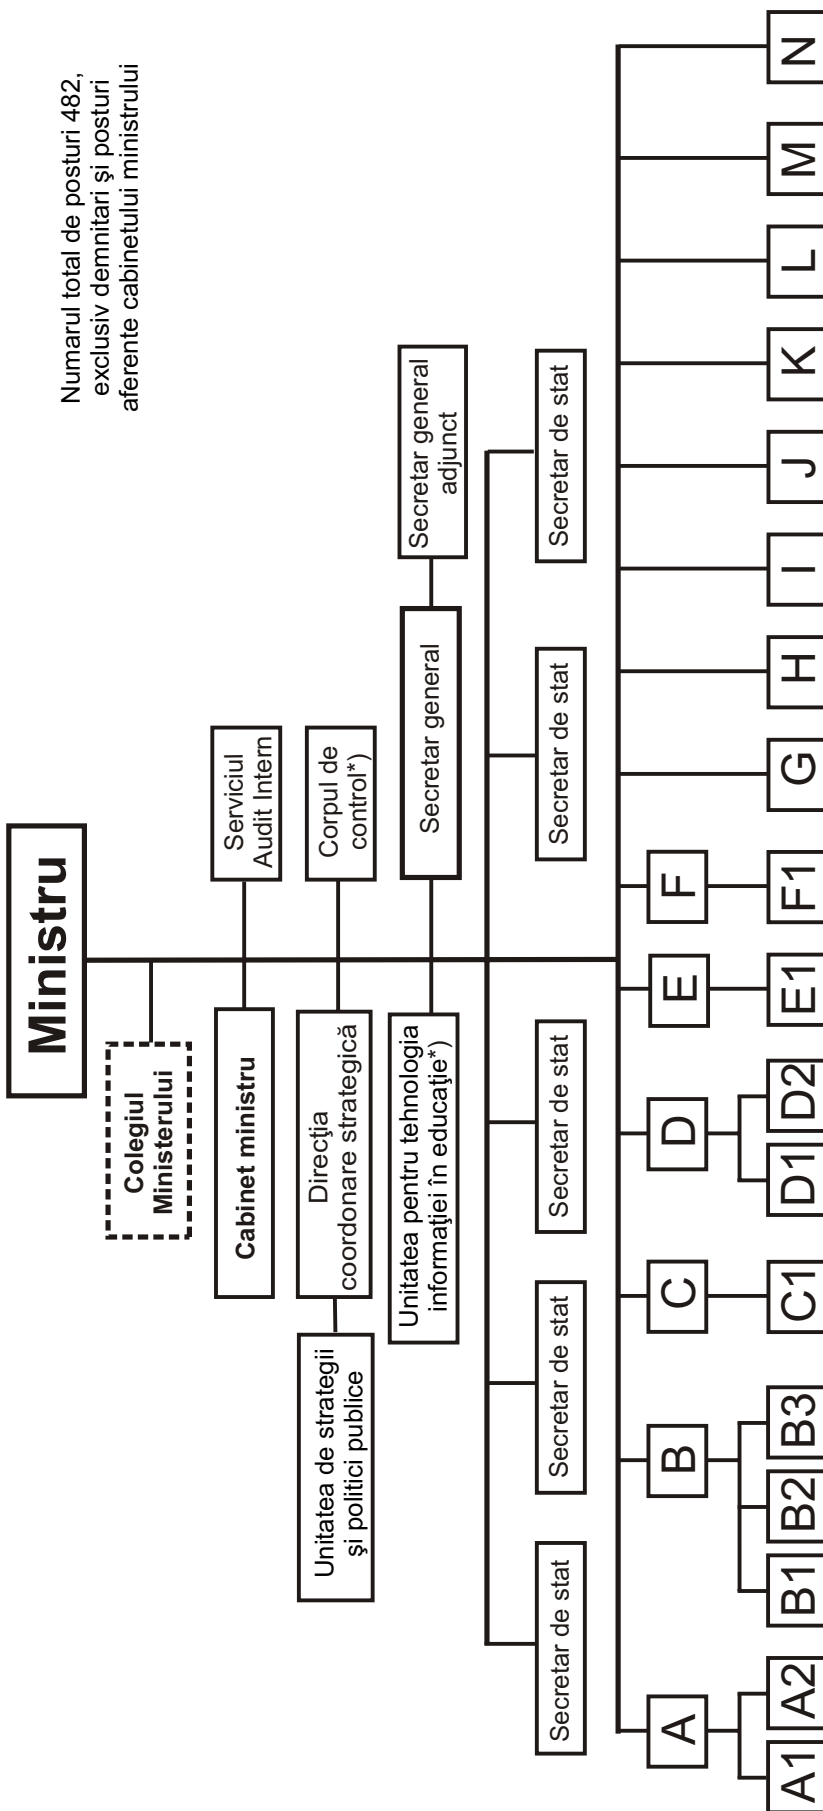 Numarul total de posturi 482,
exclusiv demnitari şi posturi
aferente cabinetului ministrului
Ministru
Colegiul
Ministerului
Cabinet ministru
Serviciul
Audit Intern
Unitatea de strategii
şi politici publice
Direcţia
coordonare strategică
Corpul de
control*)
Unitatea pentru tehnologia
informaţiei în educaţie*)
Secretar general
Secretar general
adjunct
Secretar de stat
Secretar de stat
Secretar de stat
Secretar de stat
Secretar de stat
A
B
C
D
E
F
A1
A2
B1
B2
B3
C1
D1
D2
E1
F1
G
H
I
J
K
L
M
N